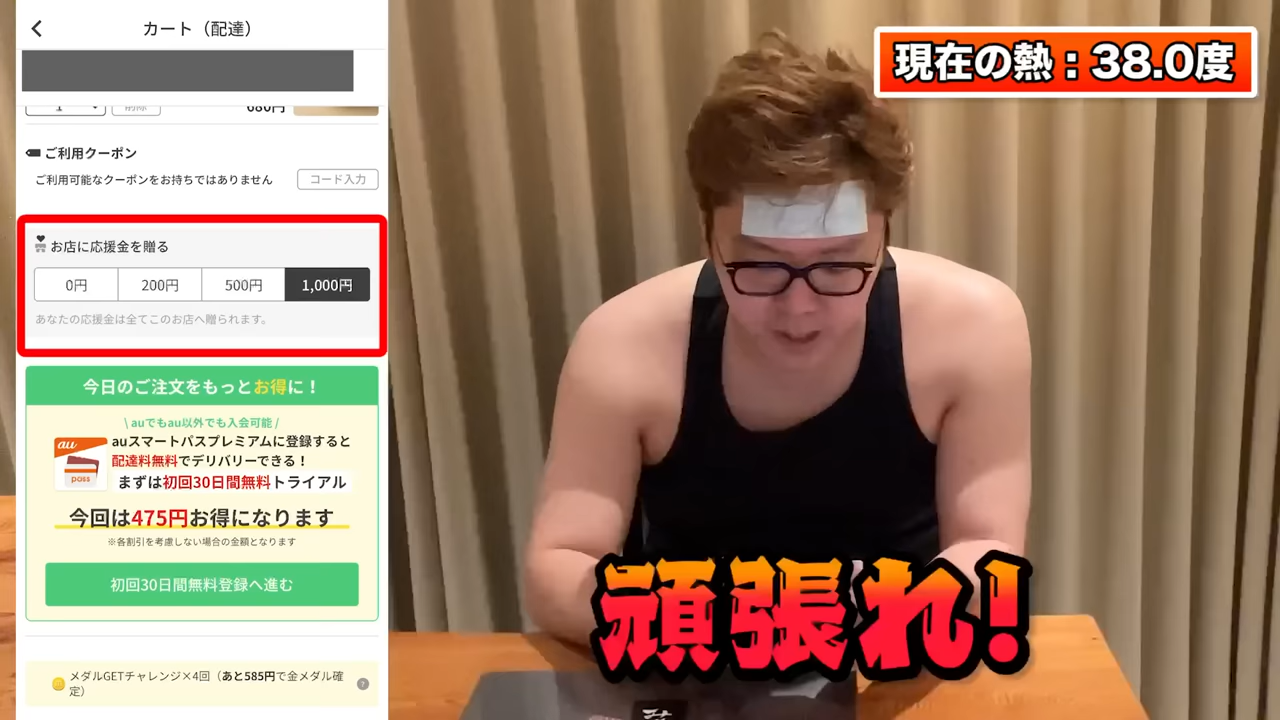 カート（配達）
1
削除
680円
ご利用クーポン
ご利用可能なクーポンをお持ちではありません
コード入力
お店に応援金を贈る
0円
200円
500円
1,000円
あなたの応援金は全てこのお店へ贈られます。
今日のご注文をもっとお得に！
\ auでもau以外でも入会可能 /
au
pass
auスマートパスプレミアムに登録すると
配達料無料でデリバリーできる！
まずは初回30日間無料トライアル
今回は475円お得になります
※各割引を考慮しない場合の金額となります
初回30日間無料登録へ進む
メダルGETチャレンジ×4回（あと585円で金メダル確
定）
?
現在の熱：38.0度
頑張れ!